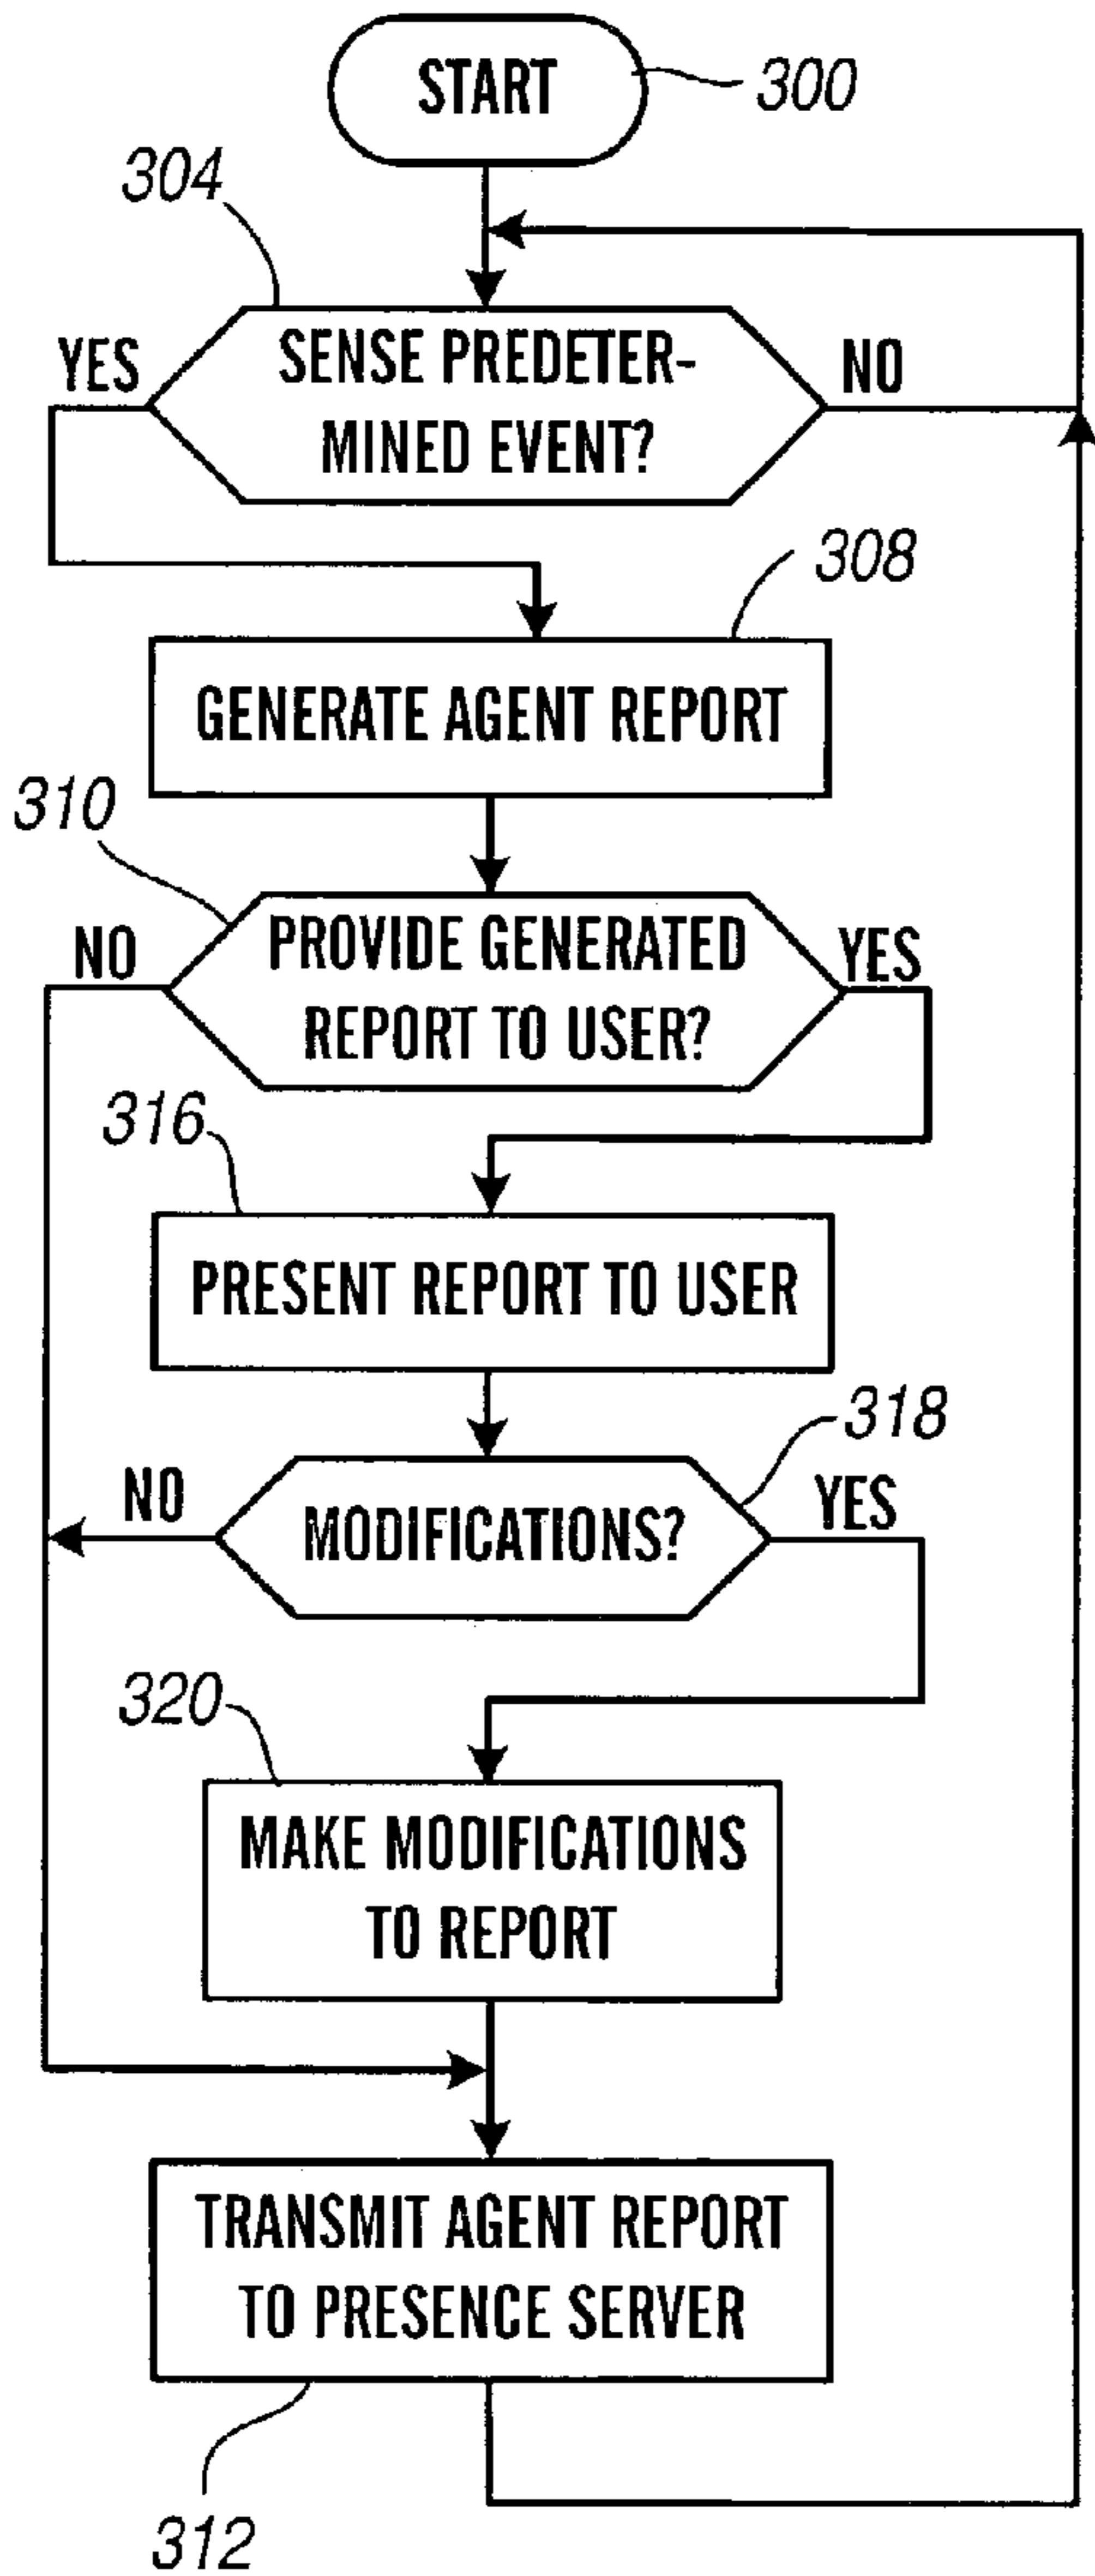 START
300
304
YES
SENSE PREDETER-
MINED EVENT?
NO
308
GENERATE AGENT REPORT
310
NO
PROVIDE GENERATED
REPORT TO USER?
YES
316
PRESENT REPORT TO USER
318
NO
MODIFICATIONS?
YES
320
MAKE MODIFICATIONS
TO REPORT
TRANSMIT AGENT REPORT
TO PRESENCE SERVER
312